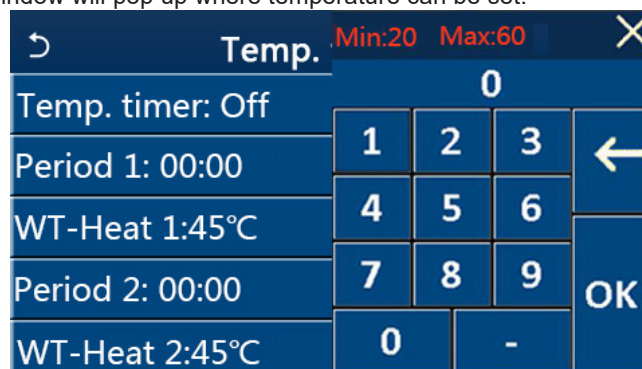 window will pop up where temperature can be set.
Temp.
Temp. timer: Off
Period 1: 00:00
WT-Heat 1:45℃
Period 2: 00:00
WT-Heat 2:45℃
Min:20 Max:60
0
1 2 3
4 5 6
7 8 9
OK
0 -